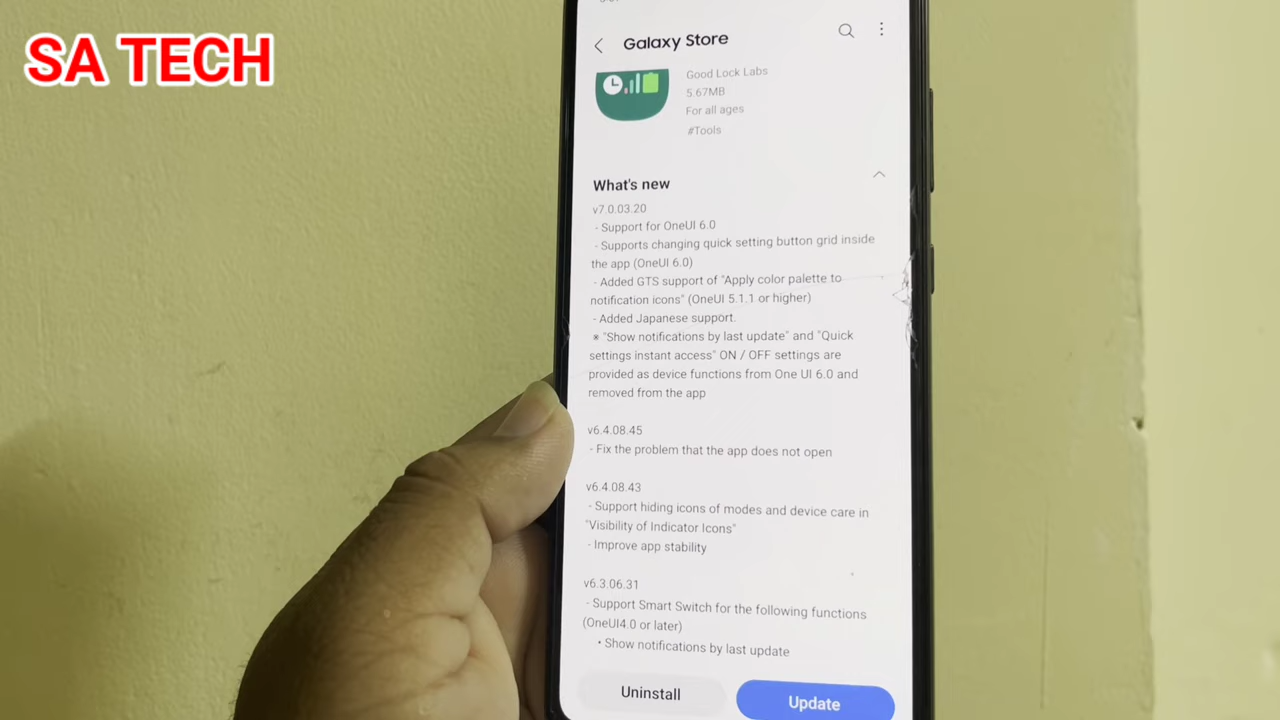 SA TECH
Galaxy Store
Good Lock Labs
5.67MB
For all ages
#Tools
What's new
v7.0.03.20
- Support for OneUI 6.0
- Supports changing quick setting button grid inside
the app (OneUI 6.0)
- Added GTS support of "Apply color palette to
notification icons" (OneUI 5.1.1 or higher)
- Added Japanese support.
※ "Show notifications by last update" and "Quick
settings instant access" ON / OFF settings are
provided as device functions from One UI 6.0 and
removed from the app
v6.4.08.45
- Fix the problem that the app does not open
v6.4.08.43
- Support hiding icons of modes and device care in
"Visibility of Indicator Icons"
- Improve app stability
v6.3.06.31
- Support Smart Switch for the following functions
(OneUI4.0 or later)
• Show notifications by last update
Uninstall
Update